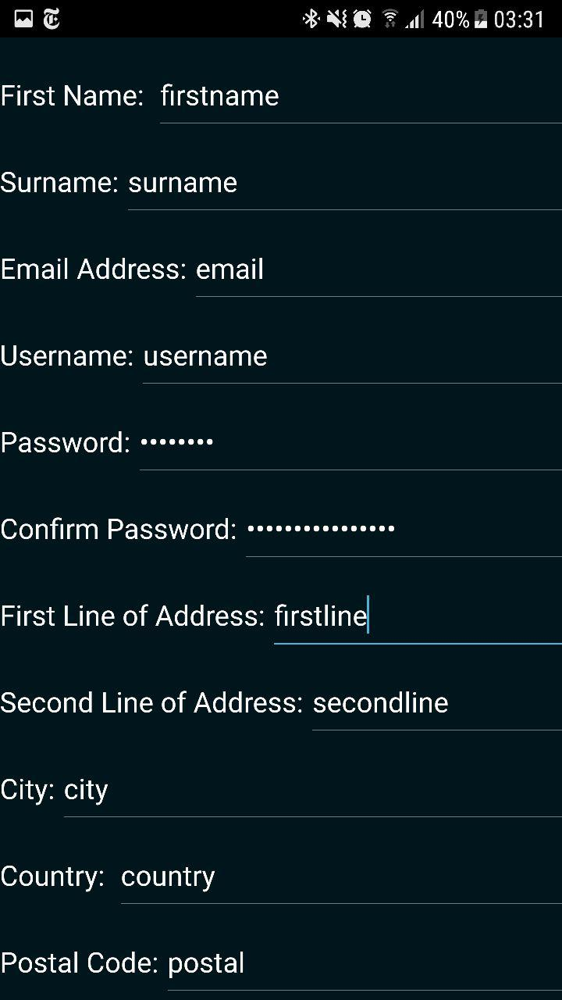 40% 03:31
First Name: firstname
Surname: surname
Email Address: email
Username: username
Password: ••••••••
Confirm Password: ••••••••••••••••
First Line of Address: firstline
Second Line of Address: secondline
City: city
Country: country
Postal Code: postal